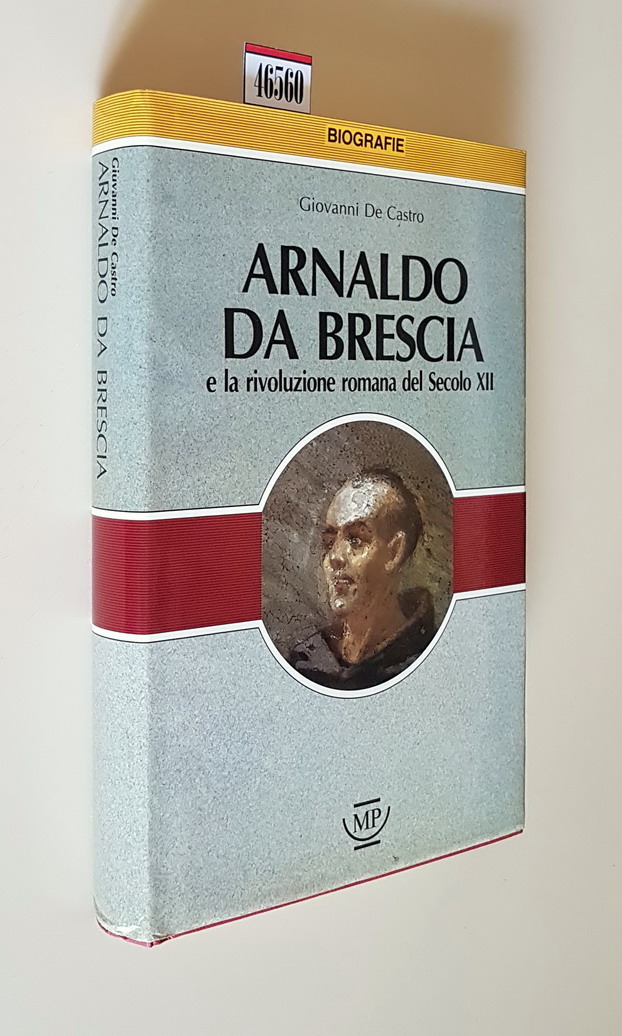 46560
BIOGRAFIE
Giovanni De Castro
ARNALDO
DA BRESCIA
e la rivoluzione romana del Secolo XII
MP
Giovanni De Castro
ARNALDO DA BRESCIA